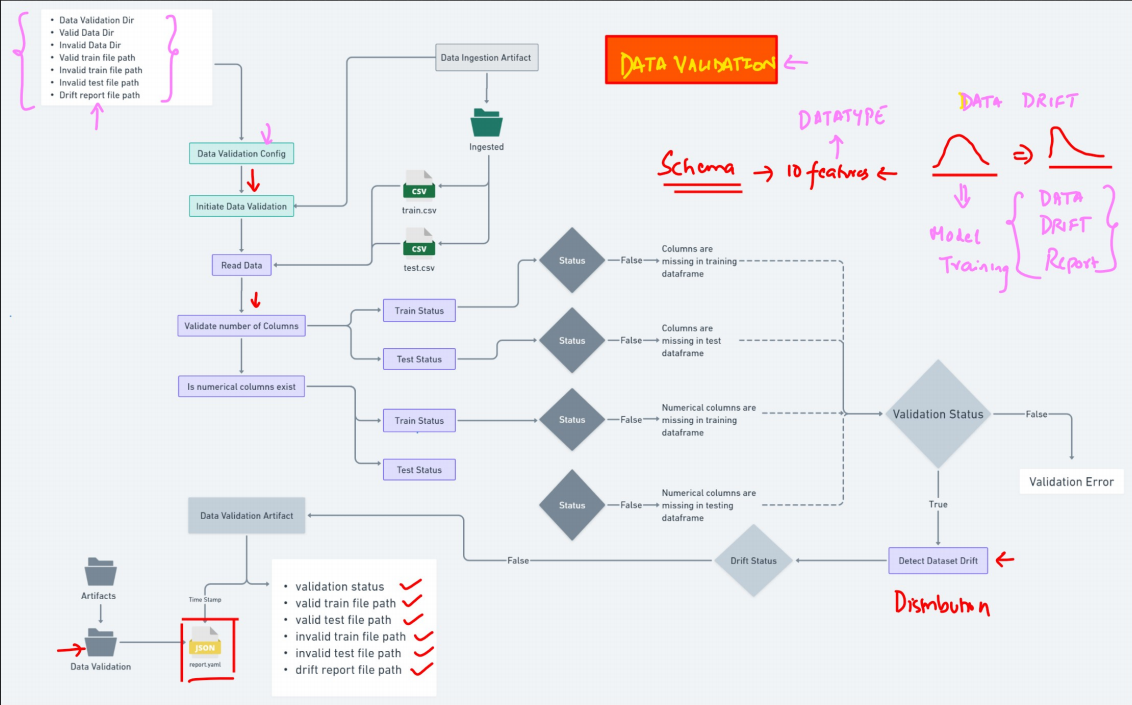 • Data Validation Dir
• Valid Data Dir
• Invalid Data Dir
• Valid train file path
• Invalid train file path
• Invalid test file path
• Drift report file path
Data Ingestion Artifact
DATA VALIDATION
DATA DRIFT
DATATYPE
Ingested
Data Validation Config
Schema → 10 features
Initiate Data Validation
CSV
train.csv
CSV
test.csv
Model
Training
DATA
DRIFT
Report
Read Data
Validate number of Columns
Is numerical columns exist
Train Status
Test Status
Train Status
Test Status
Status
False
Columns are
missing in training
dataframe
Status
False
Columns are
missing in test
dataframe
Status
False
Numerical columns are
missing in training
dataframe
Status
False
Numerical columns are
missing in testing
dataframe
Validation Status
False
Validation Error
True
Detect Dataset Drift
Distribution
Drift Status
False
Data Validation Artifact
Time Stamp
Artifacts
Data Validation
JSON
report.yaml
• validation status
• valid train file path
• valid test file path
• invalid train file path
• invalid test file path
• drift report file path